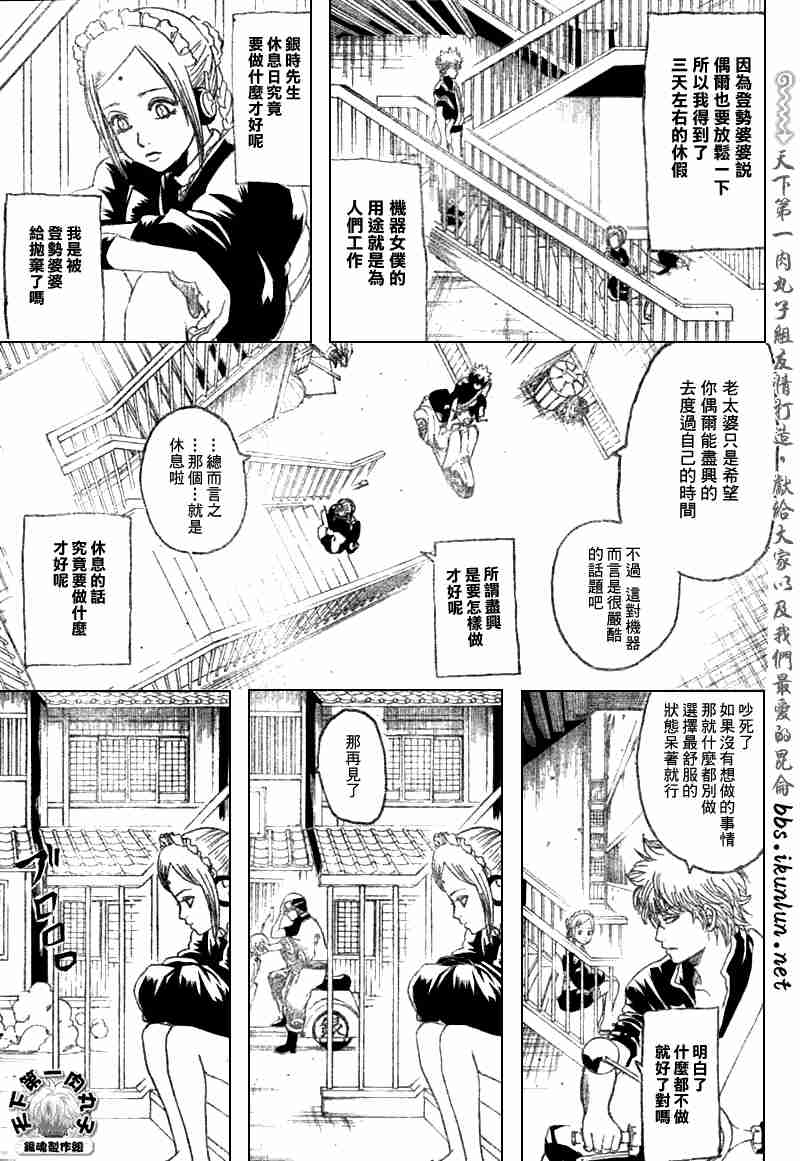 因為登勢婆婆説
偶爾也要放鬆一下
所以我得到了
三天左右的休假
機器女僕的
用途就是為
人們工作
銀時先生
休息日究竟
要做什麼才好呢
我是被
登勢婆婆
給拋棄了嗎
老太婆只是希望
你偶爾能盡興的
去度過自己的時間
不過 這對機器
而言是很嚴酷
的話題吧
所謂盡興
是要怎樣做
才好呢
…總而言之
…那個…就是
休息啦
休息的話
究竟要做什麼
才好呢
吵死了
如果沒有想做的事情
那就什麼都別做
選擇最舒服的
狀態呆著就行
明白了
什麼都不做
就好了對嗎
那再見了
銀
ブロロロ
天下第一肉丸子
銀魂製作組
天下第一肉丸子組友情打造，獻給大家以及我們最愛的昆侖 bbs.ikunlun.net